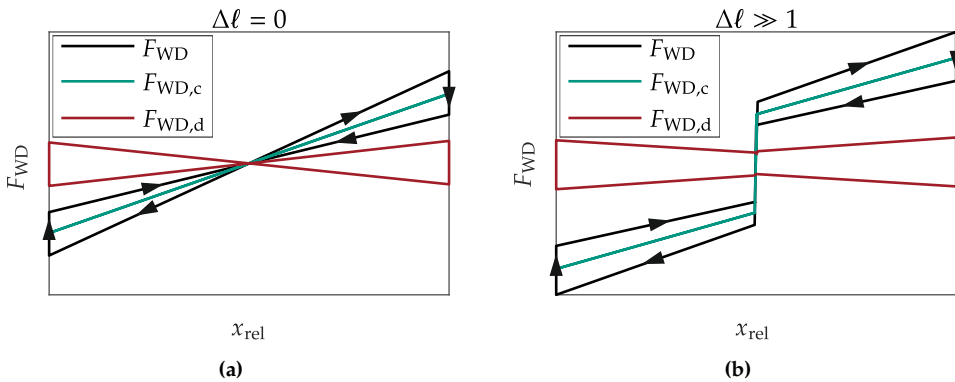 Δℓ = 0
F_WD
F_WD,c
F_WD,d
F_WD
x_rel
(a)
Δℓ ≫ 1
F_WD
F_WD,c
F_WD,d
F_WD
x_rel
(b)